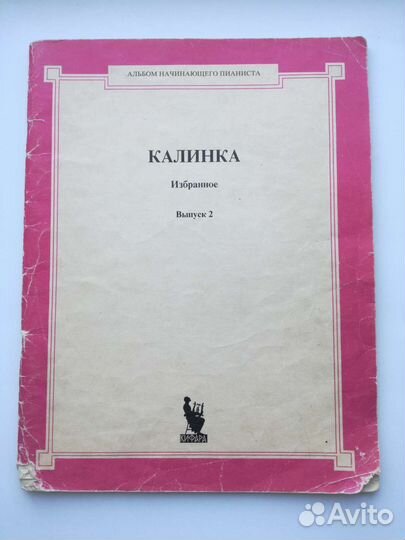 АЛЬБОМ НАЧИНАЮЩЕГО ПИАНИСТА
КАЛИНКА
Избранное
Выпуск 2
КИФАРА
Avito